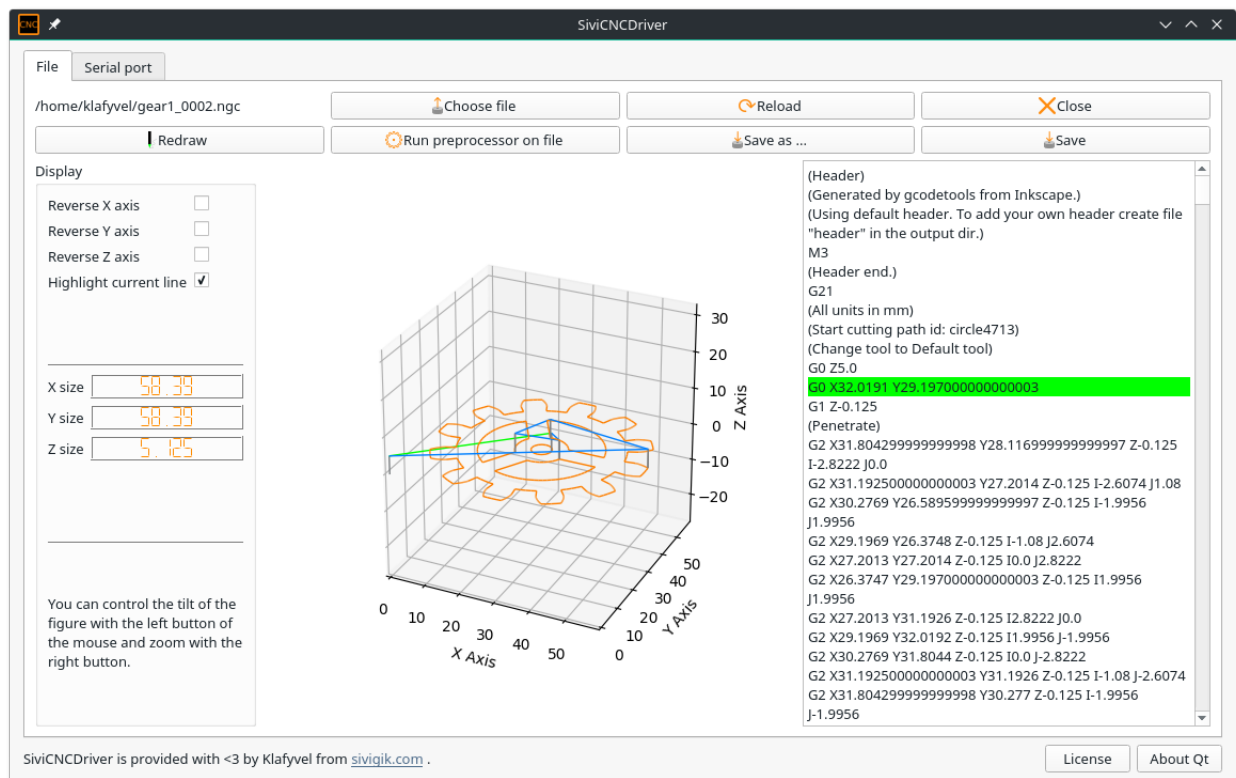 CNC
SiviCNCDriver
File
Serial port
/home/klafyvel/gear1_0002.ngc
Choose file
Reload
Close
Redraw
Run preprocessor on file
Save as ...
Save
Display
Reverse X axis
Reverse Y axis
Reverse Z axis
Highlight current line
X size 58.39
Y size 58.39
Z size 5.125
You can control the tilt of the
figure with the left button of
the mouse and zoom with the
right button.
30
20
10
0
−10
−20
Z Axis
0
10
20
30
40
50
X Axis
0
10
20
30
40
50
Y Axis
(Header)
(Generated by gcodetools from Inkscape.)
(Using default header. To add your own header create file
"header" in the output dir.)
M3
(Header end.)
G21
(All units in mm)
(Start cutting path id: circle4713)
(Change tool to Default tool)
G0 Z5.0
G0 X32.0191 Y29.197000000000003
G1 Z-0.125
(Penetrate)
G2 X31.804299999999998 Y28.116999999999997 Z-0.125
I-2.8222 J0.0
G2 X31.192500000000003 Y27.2014 Z-0.125 I-2.6074 J1.08
G2 X30.2769 Y26.589599999999997 Z-0.125 I-1.9956
J1.9956
G2 X29.1969 Y26.3748 Z-0.125 I-1.08 J2.6074
G2 X27.2013 Y27.2014 Z-0.125 I0.0 J2.8222
G2 X26.3747 Y29.197000000000003 Z-0.125 I1.9956
J1.9956
G2 X27.2013 Y31.1926 Z-0.125 I2.8222 J0.0
G2 X29.1969 Y32.0192 Z-0.125 I1.9956 J-1.9956
G2 X30.2769 Y31.8044 Z-0.125 I0.0 J-2.8222
G2 X31.192500000000003 Y31.1926 Z-0.125 I-1.08 J-2.6074
G2 X31.804299999999998 Y30.277 Z-0.125 I-1.9956
J-1.9956
SiviCNCDriver is provided with <3 by Klafyvel from sivigik.com .
License
About Qt